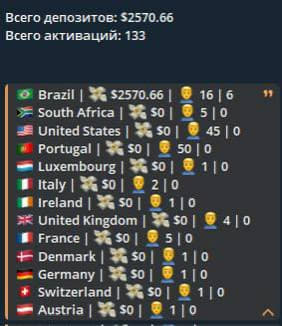 Всего депозитов: $2570.66
Всего активаций: 133
🇧🇷 Brazil | 💸 $2570.66 | 👨‍💼 16 | 6
🇿🇦 South Africa | 💸 $0 | 👨‍💼 5 | 0
🇺🇸 United States | 💸 $0 | 👨‍💼 45 | 0
🇵🇹 Portugal | 💸 $0 | 👨‍💼 50 | 0
🇱🇺 Luxembourg | 💸 $0 | 👨‍💼 1 | 0
🇮🇹 Italy | 💸 $0 | 👨‍💼 2 | 0
🇮🇪 Ireland | 💸 $0 | 👨‍💼 1 | 0
🇬🇧 United Kingdom | 💸 $0 | 👨‍💼 4 | 0
🇫🇷 France | 💸 $0 | 👨‍💼 5 | 0
🇩🇰 Denmark | 💸 $0 | 👨‍💼 1 | 0
🇩🇪 Germany | 💸 $0 | 👨‍💼 1 | 0
🇨🇭 Switzerland | 💸 $0 | 👨‍💼 1 | 0
🇦🇹 Austria | 💸 $0 | 👨‍💼 1 | 0